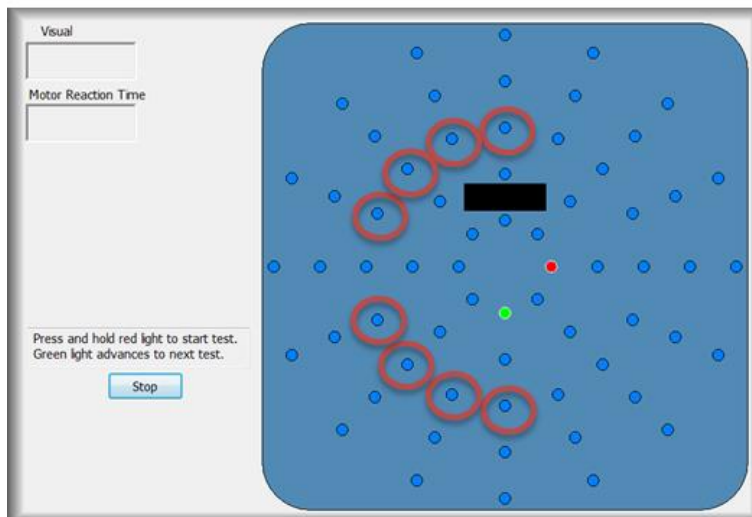 Visual
Motor Reaction Time
Press and hold red light to start test.
Green light advances to next test.
Stop